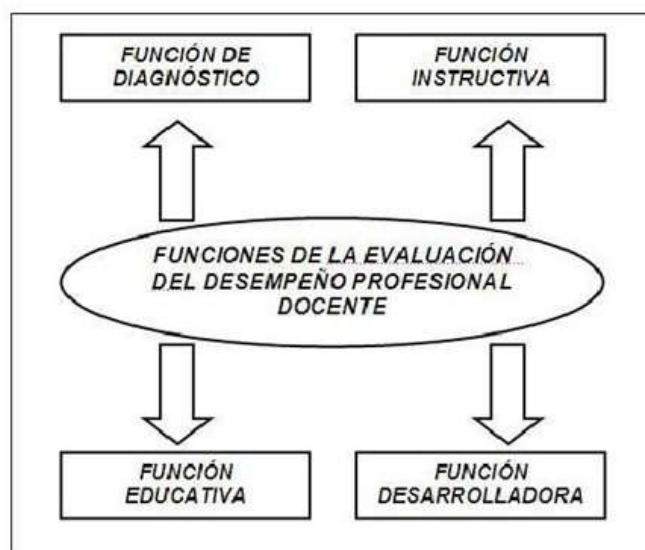 FUNCIÓN DE
DIAGNÓSTICO
FUNCIÓN
INSTRUCTIVA
FUNCIONES DE LA EVALUACIÓN
DEL DESEMPEÑO PROFESIONAL
DOCENTE
FUNCIÓN
EDUCATIVA
FUNCIÓN
DESARROLLADORA